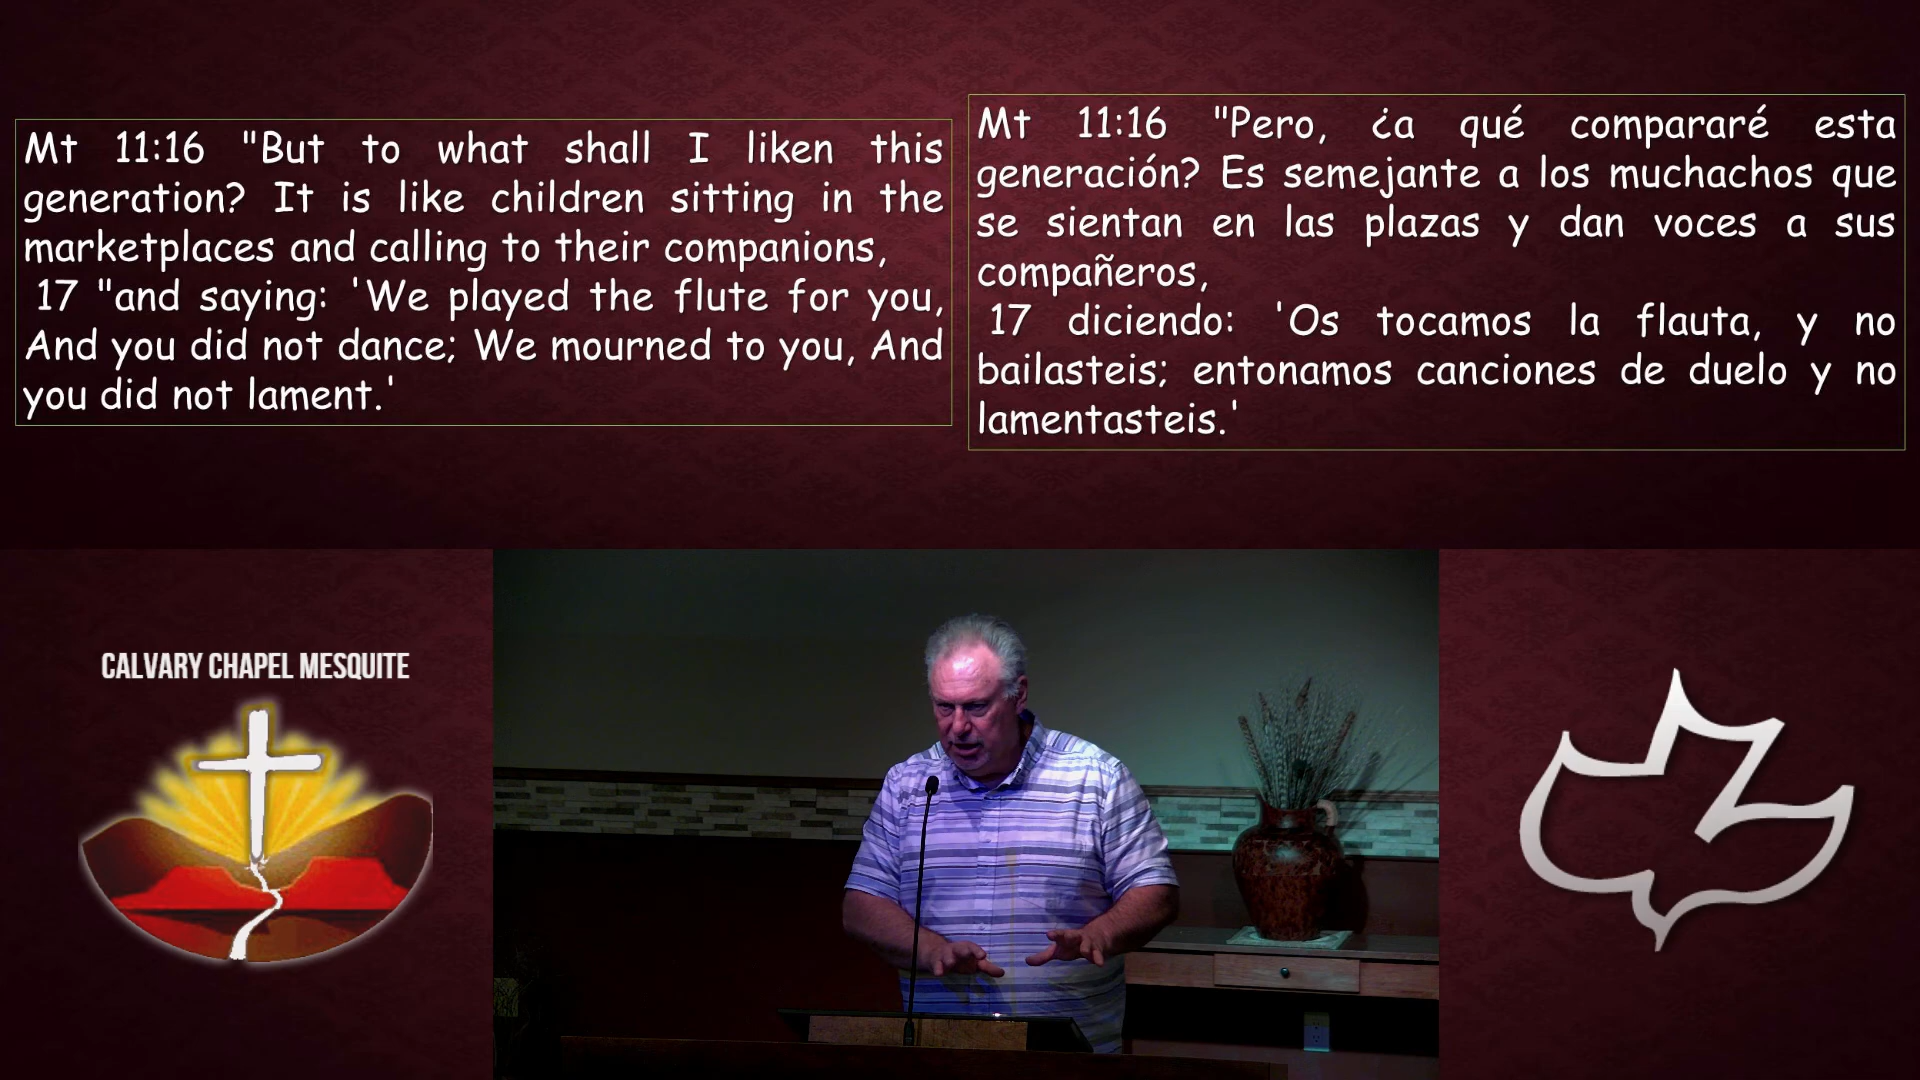 Mt 11:16 "But to what shall I liken this
generation? It is like children sitting in the
marketplaces and calling to their companions,
17 "and saying: 'We played the flute for you,
And you did not dance; We mourned to you, And
you did not lament.'
Mt 11:16 "Pero, ¿a qué compararé esta
generación? Es semejante a los muchachos que
se sientan en las plazas y dan voces a sus
compañeros,
17 diciendo: 'Os tocamos la flauta, y no
bailasteis; entonamos canciones de duelo y no
lamentasteis.'
CALVARY CHAPEL MESQUITE